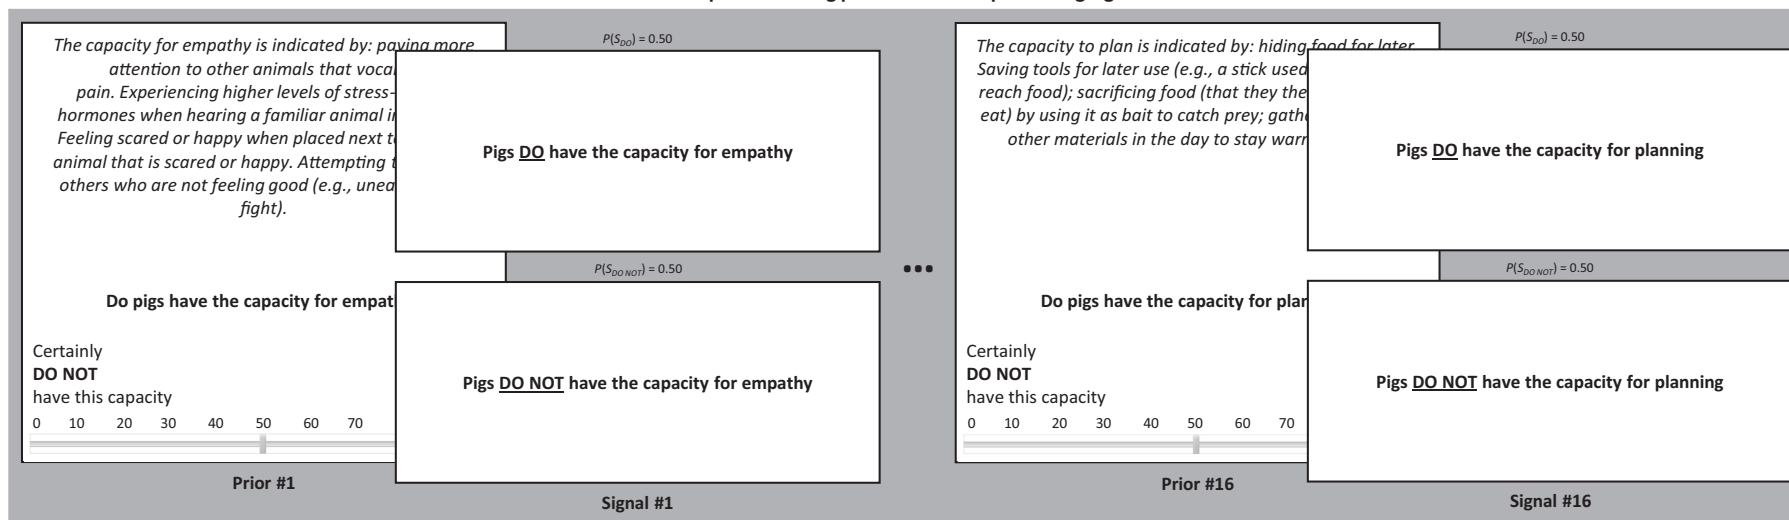 The capacity for empathy is indicated by: paying more
attention to other animals that
pain. Experiencing higher levels of stress-
hormones when hearing a familiar animal
Feeling scared or happy when placed next
animal that is scared or happy. Attempting
others who are not feeling good (e.g.,
fight).
Do pigs have the capacity for
Certainly
DO NOT
have this capacity
0 10 20 30 40 50 60 70
Prior #1
P(S_DO) = 0.50
Pigs DO have the capacity for empathy
P(S_DO NOT) = 0.50
Pigs DO NOT have the capacity for empathy
Signal #1
...
The capacity to plan is indicated by: hiding food for later
Saving tools for later use (e.g., a stick used
reach food); sacrificing food (that they
eat) by using it as bait to catch prey;
other materials in the day to stay
Do pigs have the capacity for
Certainly
DO NOT
have this capacity
0 10 20 30 40 50 60 70
Prior #16
P(S_DO) = 0.50
Pigs DO have the capacity for planning
P(S_DO NOT) = 0.50
Pigs DO NOT have the capacity for planning
Signal #16